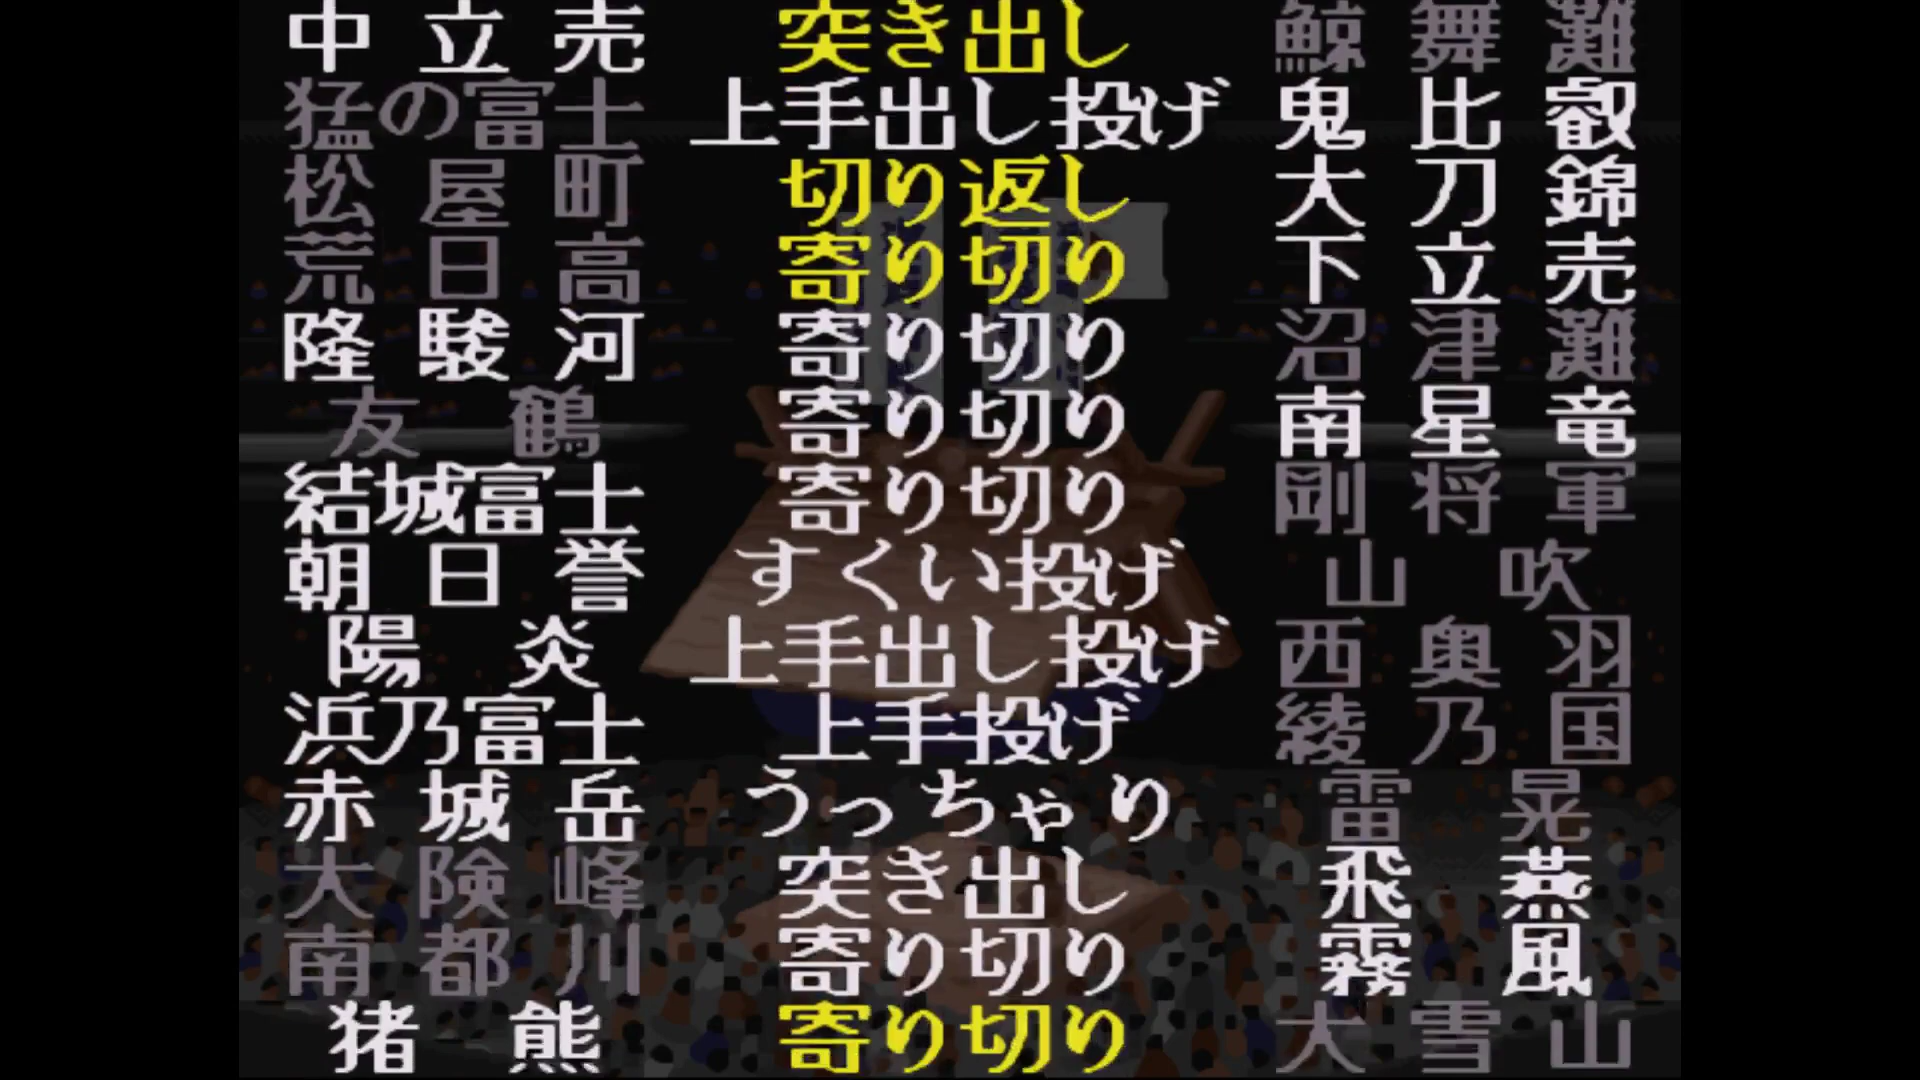 中立売 突き出し 鯨舞灘
猛の富士 上手出し投げ 鬼比叡
松屋町 切り返し 大刀錦
荒日高 寄り切り 下立売
隆駿河 寄り切り 沼津灘
友鶴 寄り切り 南星竜
結城富士 寄り切り 剛将軍
朝日誉 すくい投げ 山吹
陽炎 上手出し投げ 西奥羽
浜乃富士 上手投げ 綾乃国
赤城岳 うっちゃり 雷晃
大険峰 突き出し 飛燕
南都川 寄り切り 霧風
猪熊 寄り切り 大雪山